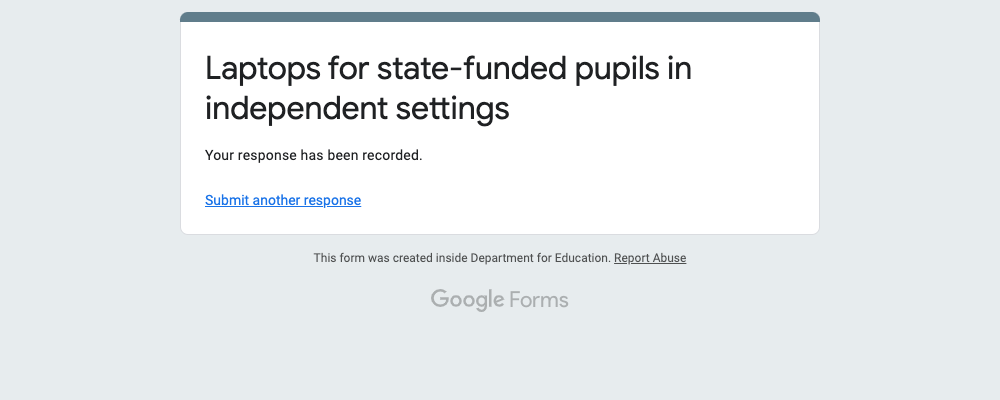 Laptops for state-funded pupils in
independent settings
Your response has been recorded.
Submit another response
This form was created inside Department for Education. Report Abuse
Google Forms